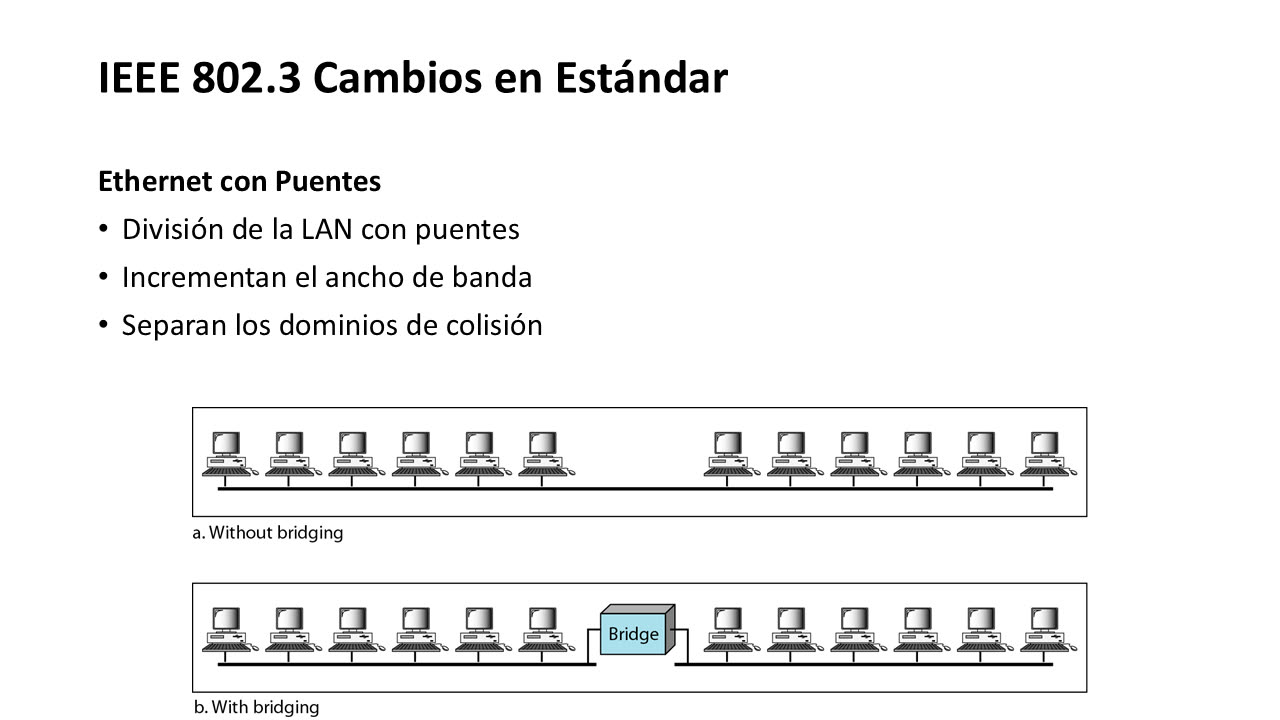 IEEE 802.3 Cambios en Estándar
Ethernet con Puentes
• División de la LAN con puentes
• Incrementan el ancho de banda
• Separan los dominios de colisión
a. Without bridging
Bridge
b. With bridging